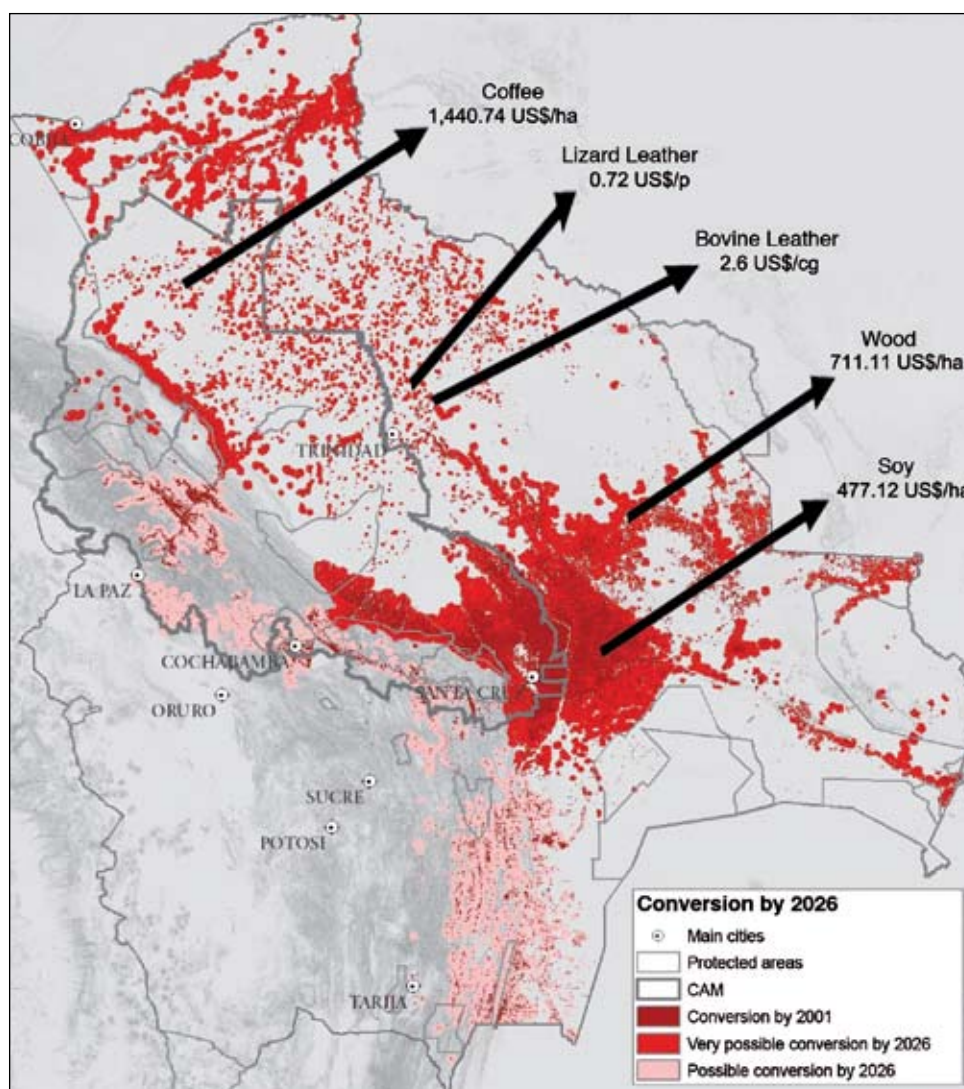 Coffee
1,440.74 US$/ha
COBIJA
Lizard Leather
0.72 US$/p
Bovine Leather
2.6 US$/cg
Wood
711.11 US$/ha
TRINIDAD
Soy
477.12 US$/ha
LA PAZ
COCHABAMBA
SANTA CRUZ
ORURO
SUCRE
POTOSI
TARIJA
Conversion by 2026
Main cities
Protected areas
CAM
Conversion by 2001
Very possible conversion by 2026
Possible conversion by 2026